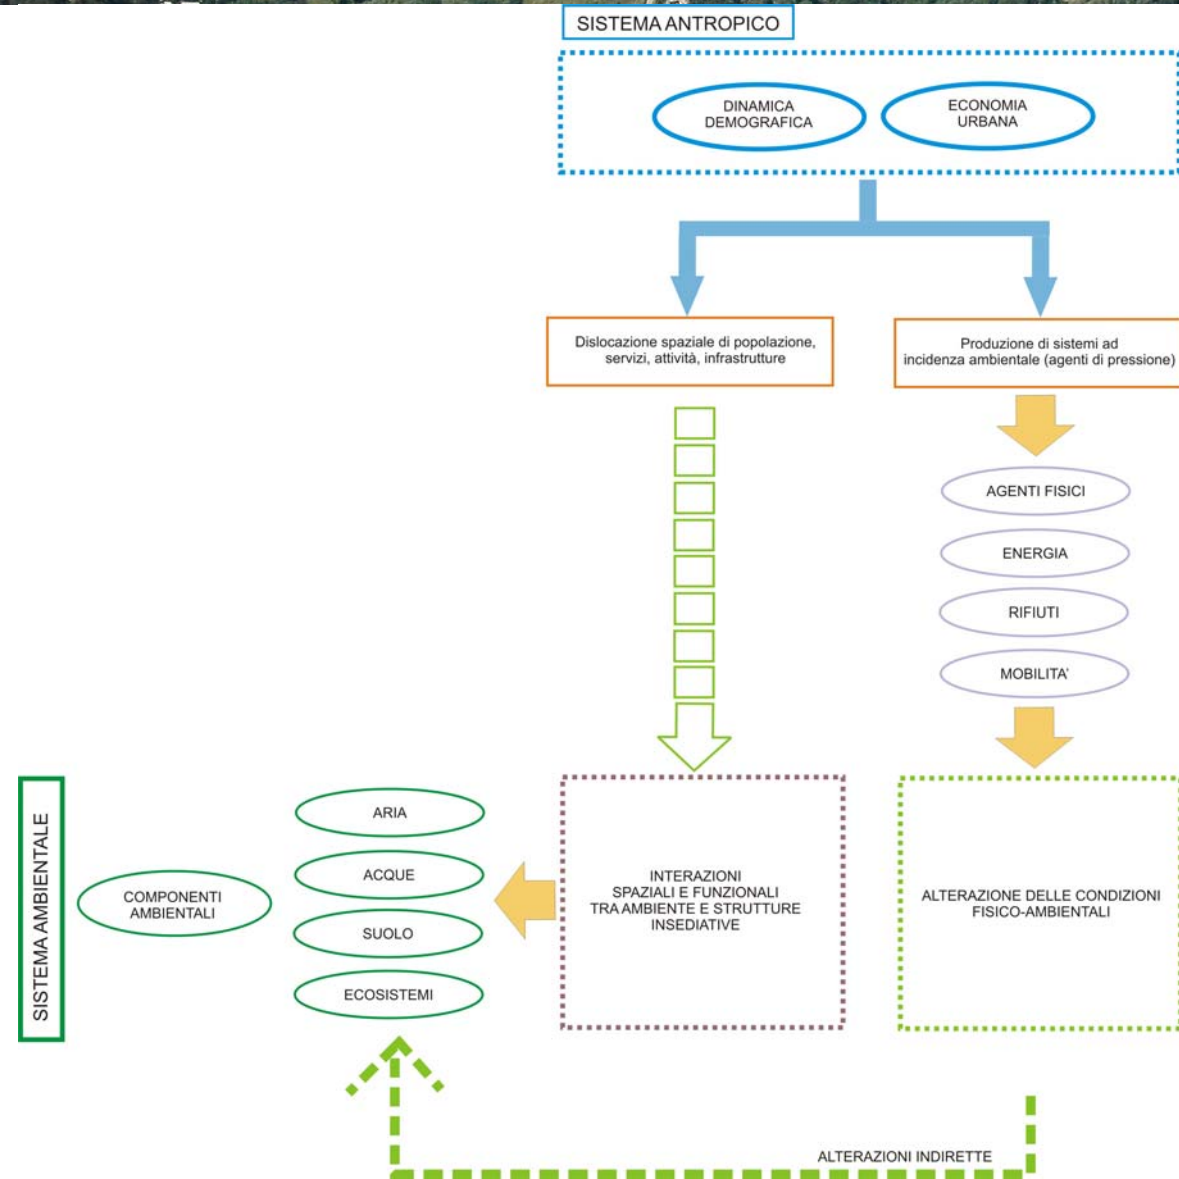 SISTEMA ANTROPICO
DINAMICA
DEMOGRAFICA
ECONOMIA
URBANA
Dislocazione spaziale di popolazione,
servizi, attività, infrastrutture
Produzione di sistemi ad
incidenza ambientale (agenti di pressione)
AGENTI FISICI
ENERGIA
RIFIUTI
MOBILITA'
SISTEMA AMBIENTALE
COMPONENTI
AMBIENTALI
ARIA
ACQUE
SUOLO
ECOSISTEMI
INTERAZIONI
SPAZIALI E FUNZIONALI
TRA AMBIENTE E STRUTTURE
INSEDIATIVE
ALTERAZIONE DELLE CONDIZIONI
FISICO-AMBIENTALI
ALTERAZIONI INDIRETTE